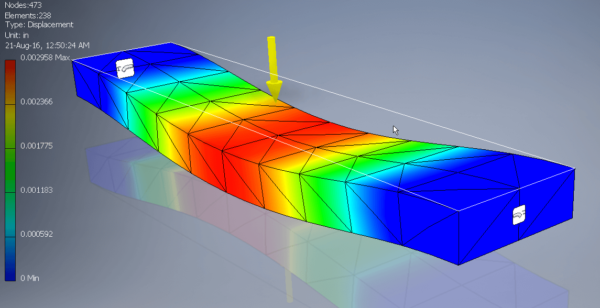 Nodes:473
Elements:238
Type: Displacement
Unit: in
21-Aug-16, 12:50:24 AM
0.002958 Max
0.002366
0.001775
0.001183
0.000592
0 Min